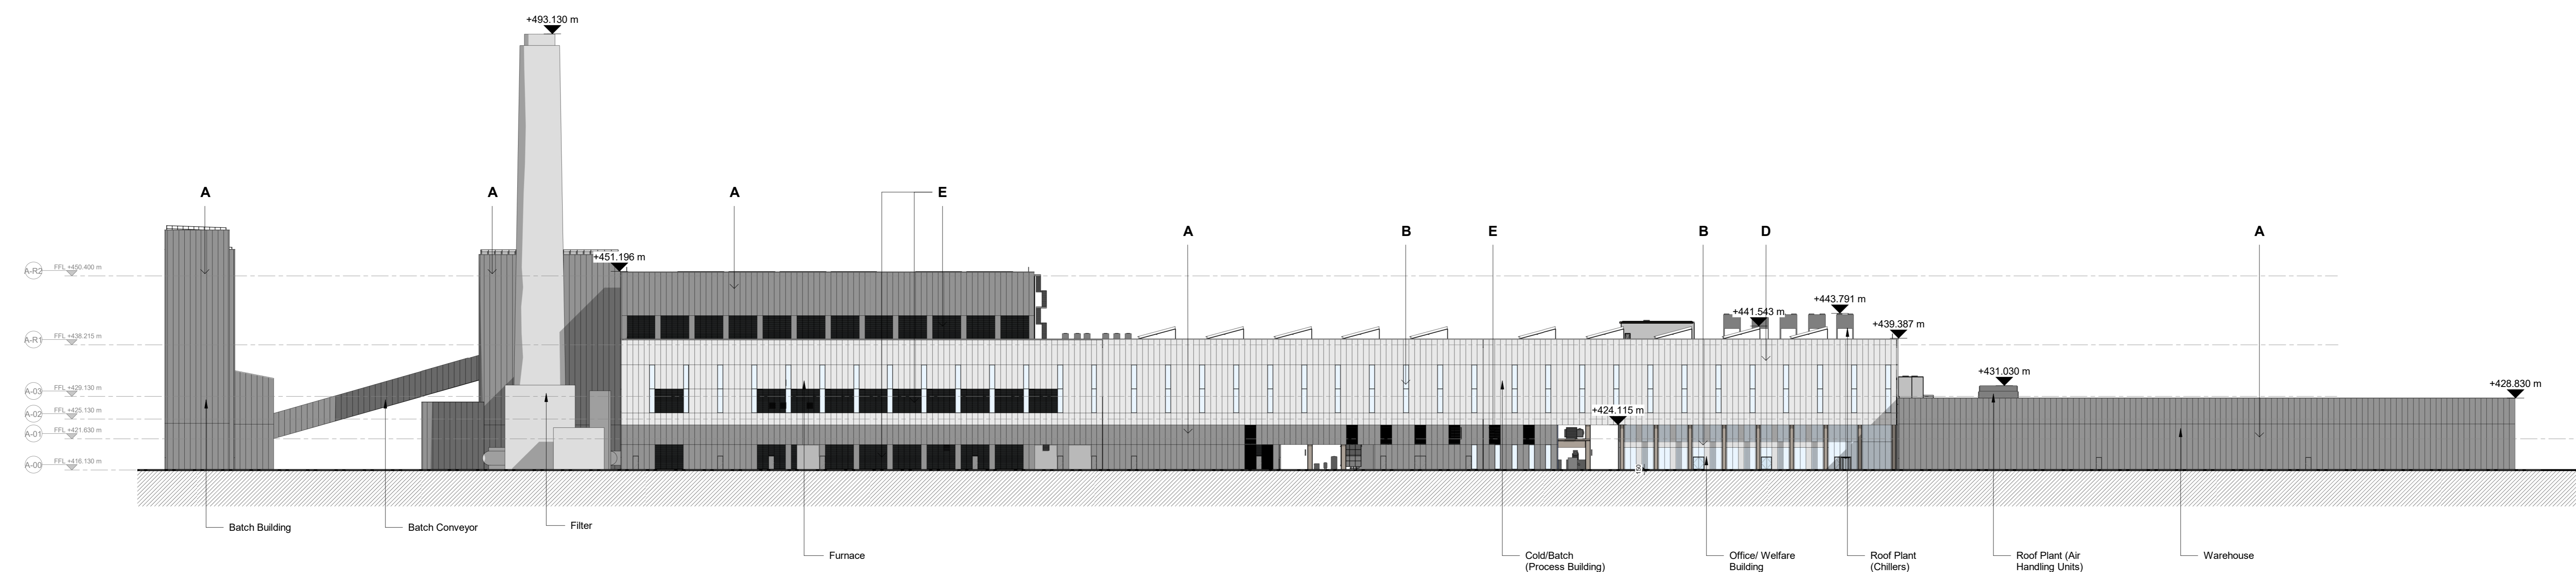 +493.130 m
A
A
A
E
A
B
E
B
D
A
+451.196 m
A-R2
FFL +450.400 m
+443.791 m
+441.543 m
+439.387 m
A-R1
FFL +438.215 m
+431.030 m
+428.830 m
A-03
FFL +429.130 m
A-02
FFL +425.130 m
+424.115 m
A-01
FFL +421.630 m
A-00
FFL +416.130 m
Batch Building
Batch Conveyor
Filter
Furnace
Cold/Batch
(Process Building)
Office/ Welfare
Building
Roof Plant
(Chillers)
Roof Plant (Air
Handling Units)
Warehouse